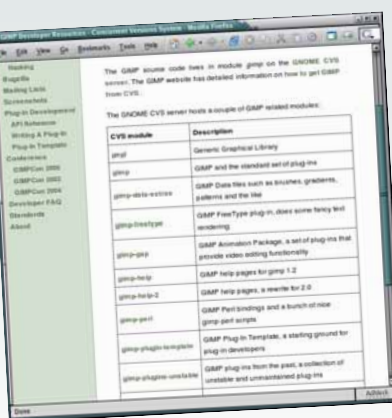 GIMP Developer Resources - Concurrent Versions System - Mozilla Firefox
File Edit View Go Bookmarks Tools Help
Hacking
Bugzilla
Mailing Lists
Screenshots
Plug-in Development
API Reference
Writing A Plug-In
Plug-in Template
Conference
GIMPCon 2000
GIMPCon 2003
GIMPCon 2004
Developer FAQ
Standards
About
The GIMP source code lives in module gimp on the GNOME CVS
server. The GIMP website has detailed information on how to get GIMP
from CVS.
The GNOME CVS server hosts a couple of GIMP related modules:
CVS module Description
gegl Generic Graphical Library
gimp GIMP and the standard set of plug-ins
gimp-data-extras GIMP Data files such as brushes, gradients,
patterns and the like
gimp-freetype GIMP FreeType plug-in, does some fancy text
rendering
gimp-gap GIMP Animation Package, a set of plug-ins that
provide video editing functionality
gimp-help GIMP help pages for gimp 1.2
gimp-help-2 GIMP help pages, a rewrite for 2.0
gimp-perl GIMP Perl bindings and a bunch of nice
gimp-perl scripts
gimp-plugin-template GIMP Plug-In Template, a starting ground for
plug-in developers
gimp-plugins-unstable GIMP plug-ins from the past, a collection of
unstable and unmaintained plug-ins
Done
Adblock